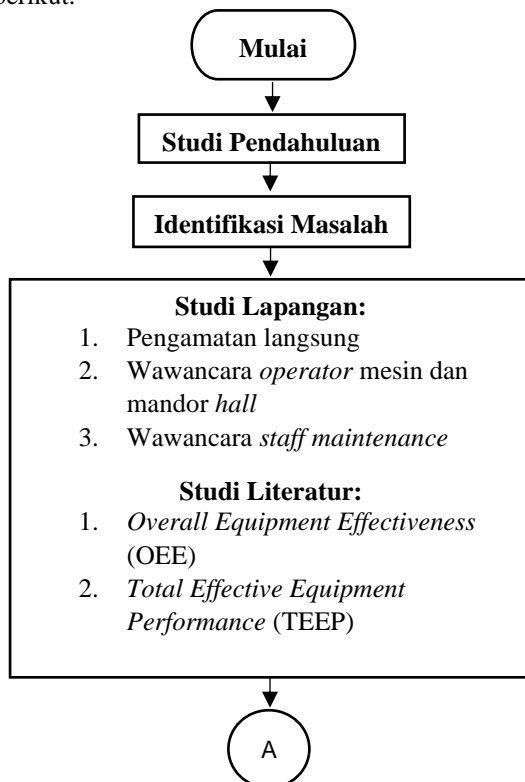 berikut.
Mulai
Studi Pendahuluan
Identifikasi Masalah
Studi Lapangan:
1. Pengamatan langsung
2. Wawancara operator mesin dan
mandor hall
3. Wawancara staff maintenance
Studi Literatur:
1. Overall Equipment Effectiveness
(OEE)
2. Total Effective Equipment
Performance (TEEP)
A